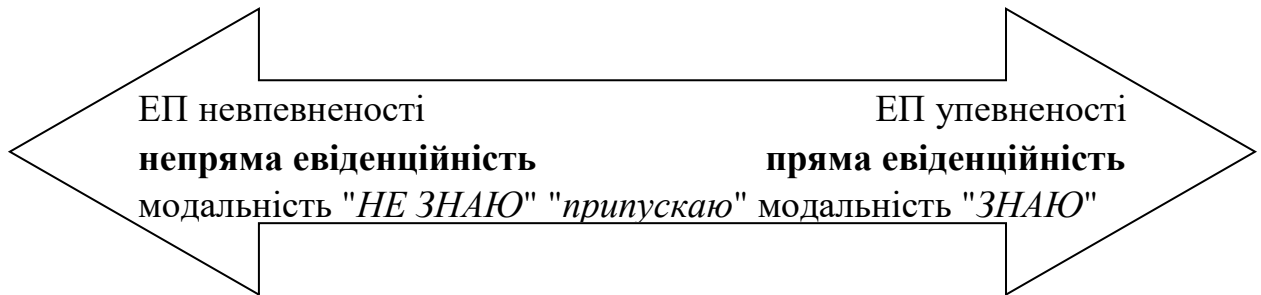 ЕП невпевненості ЕП упевненості
непряма евіденційність пряма евіденційність
модальність "НЕ ЗНАЮ" "припускаю" модальність "ЗНАЮ"